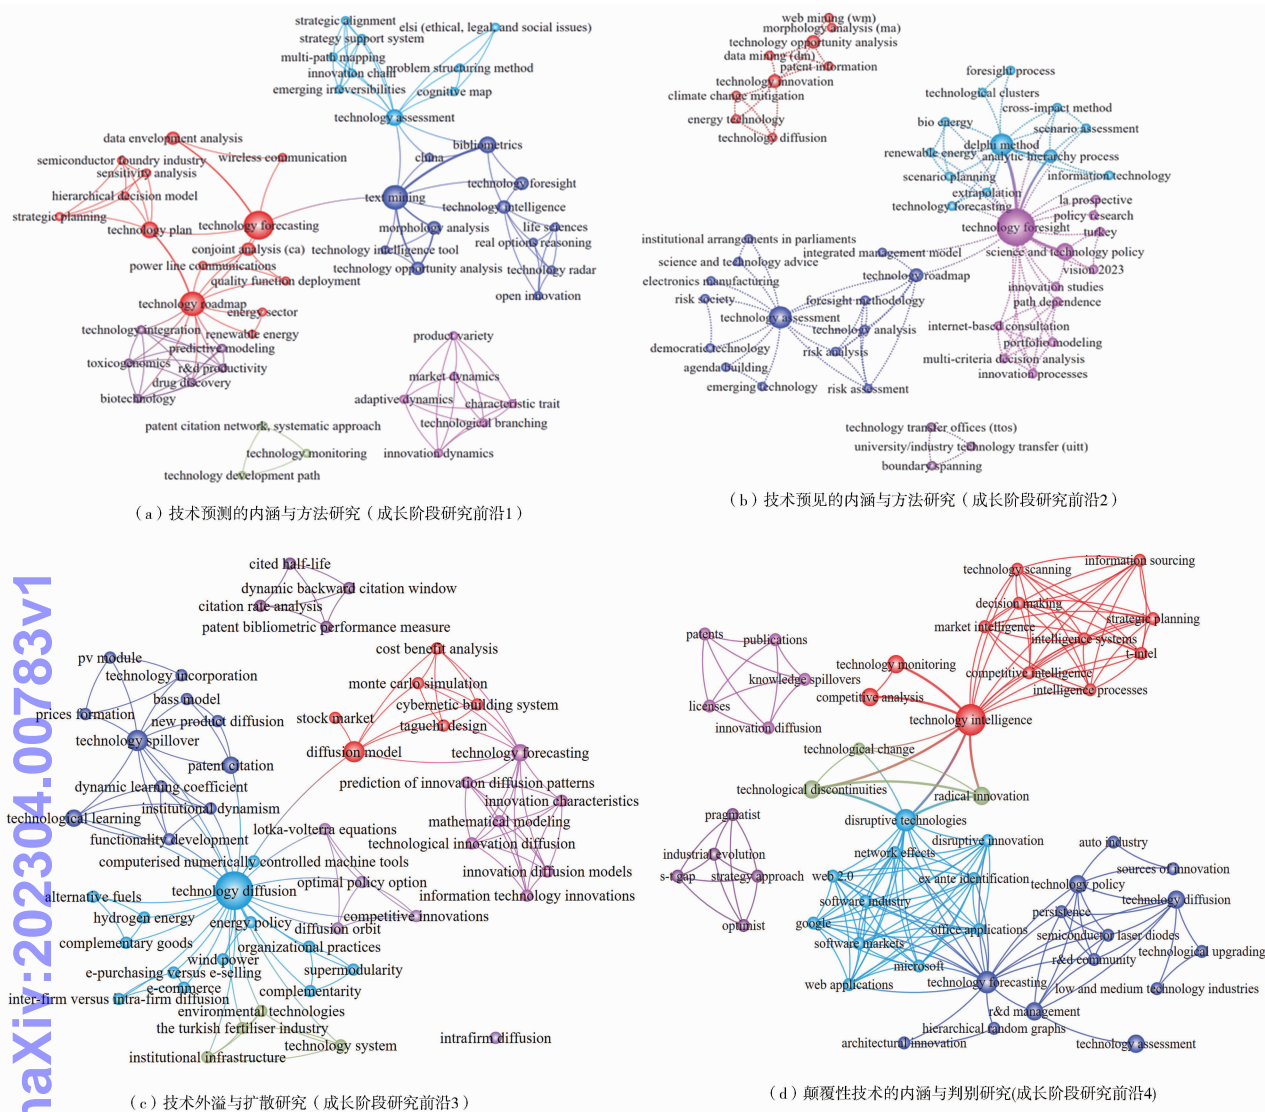 strategic alignment
elsi (ethical, legal, and social issues)
strategy support system
multi-path mapping
problem structuring method
innovation chain
emerging irreversibilities
cognitive map
technology assessment
data envelopment analysis
bibliometrics
semiconductor foundry industry
wireless communication
china
sensitivity analysis
technology foresight
hierarchical decision model
text mining
technology intelligence
strategic planning
technology forecasting
technology plan
morphology analysis
life sciences
conjoint analysis (ca)
technology intelligence tool
real options reasoning
power line communications
technology opportunity analysis
technology radar
quality function deployment
open innovation
technology roadmap
energy sector
technology integration
renewable energy
product variety
predictive modeling
toxicogenomics
r&d productivity
market dynamics
drug discovery
biotechnology
adaptive dynamics
characteristic trait
technological branching
patent citation network, systematic approach
technology monitoring
innovation dynamics
technology development path
(a)技术预测的内涵与方法研究(成长阶段研究前沿1)
web mining (wm)
morphology analysis (ma)
technology opportunity analysis
data mining (dm)
patent information
technology innovation
foresight process
climate change mitigation
technological clusters
cross-impact method
energy technology
bio energy
scenario assessment
technology diffusion
delphi method
renewable energy
analytic hierarchy process
scenario planning
information technology
extrapolation
technology forecasting
la prospective
policy research
technology foresight
turkey
institutional arrangements in parliaments
integrated management model
science and technology policy
science and technology advice
vision 2023
electronics manufacturing
technology roadmap
innovation studies
risk society
foresight methodology
path dependence
technology assessment
technology analysis
internet-based consultation
democratic technology
risk analysis
portfolio modeling
agenda building
multi-criteria decision analysis
emerging technology
risk assessment
innovation processes
technology transfer offices (ttos)
university/industry technology transfer (uitt)
boundary spanning
(b)技术预见的内涵与方法研究(成长阶段研究前沿2)
cited half-life
dynamic backward citation window
citation rate analysis
patent bibliometric performance measure
cost benefit analysis
pv module
technology incorporation
monte carlo simulation
bass model
cybernetic building system
prices formation
new product diffusion
stock market
taguchi design
technology spillover
diffusion model
technology forecasting
patent citation
dynamic learning coefficient
prediction of innovation diffusion patterns
institutional dynamism
innovation characteristics
technological learning
lotka-volterra equations
mathematical modeling
functionality development
technological innovation diffusion
computerised numerically controlled machine tools
innovation diffusion models
technology diffusion
optimal policy option
alternative fuels
information technology innovations
hydrogen energy
energy policy
competitive innovations
diffusion orbit
complementary goods
organizational practices
wind power
e-purchasing versus e-selling
supermodularity
e-commerce
complementarity
inter-firm versus intra-firm diffusion
environmental technologies
the turkish fertiliser industry
technology system
intrafirm diffusion
institutional infrastructure
(c)技术外溢与扩散研究(成长阶段研究前沿3)
information sourcing
technology scanning
decision making
strategic planning
market intelligence
patents
publications
intelligence systems
t-intel
technology monitoring
competitive intelligence
knowledge spillovers
intelligence processes
competitive analysis
licenses
technology intelligence
innovation diffusion
technological change
technological discontinuities
radical innovation
pragmatist
disruptive technologies
disruptive innovation
auto industry
industrial evolution
network effects
sources of innovation
s-t gap
strategy approach
web 2.0
ex ante identification
technology policy
software industry
technology diffusion
persistence
optimist
google
office applications
semiconductor laser diodes
software markets
technological upgrading
r&d community
microsoft
web applications
technology forecasting
low and medium technology industries
r&d management
hierarchical random graphs
architectural innovation
technology assessment
(d)颠覆性技术的内涵与判别研究(成长阶段研究前沿4)
naXiv:202304.00783v1